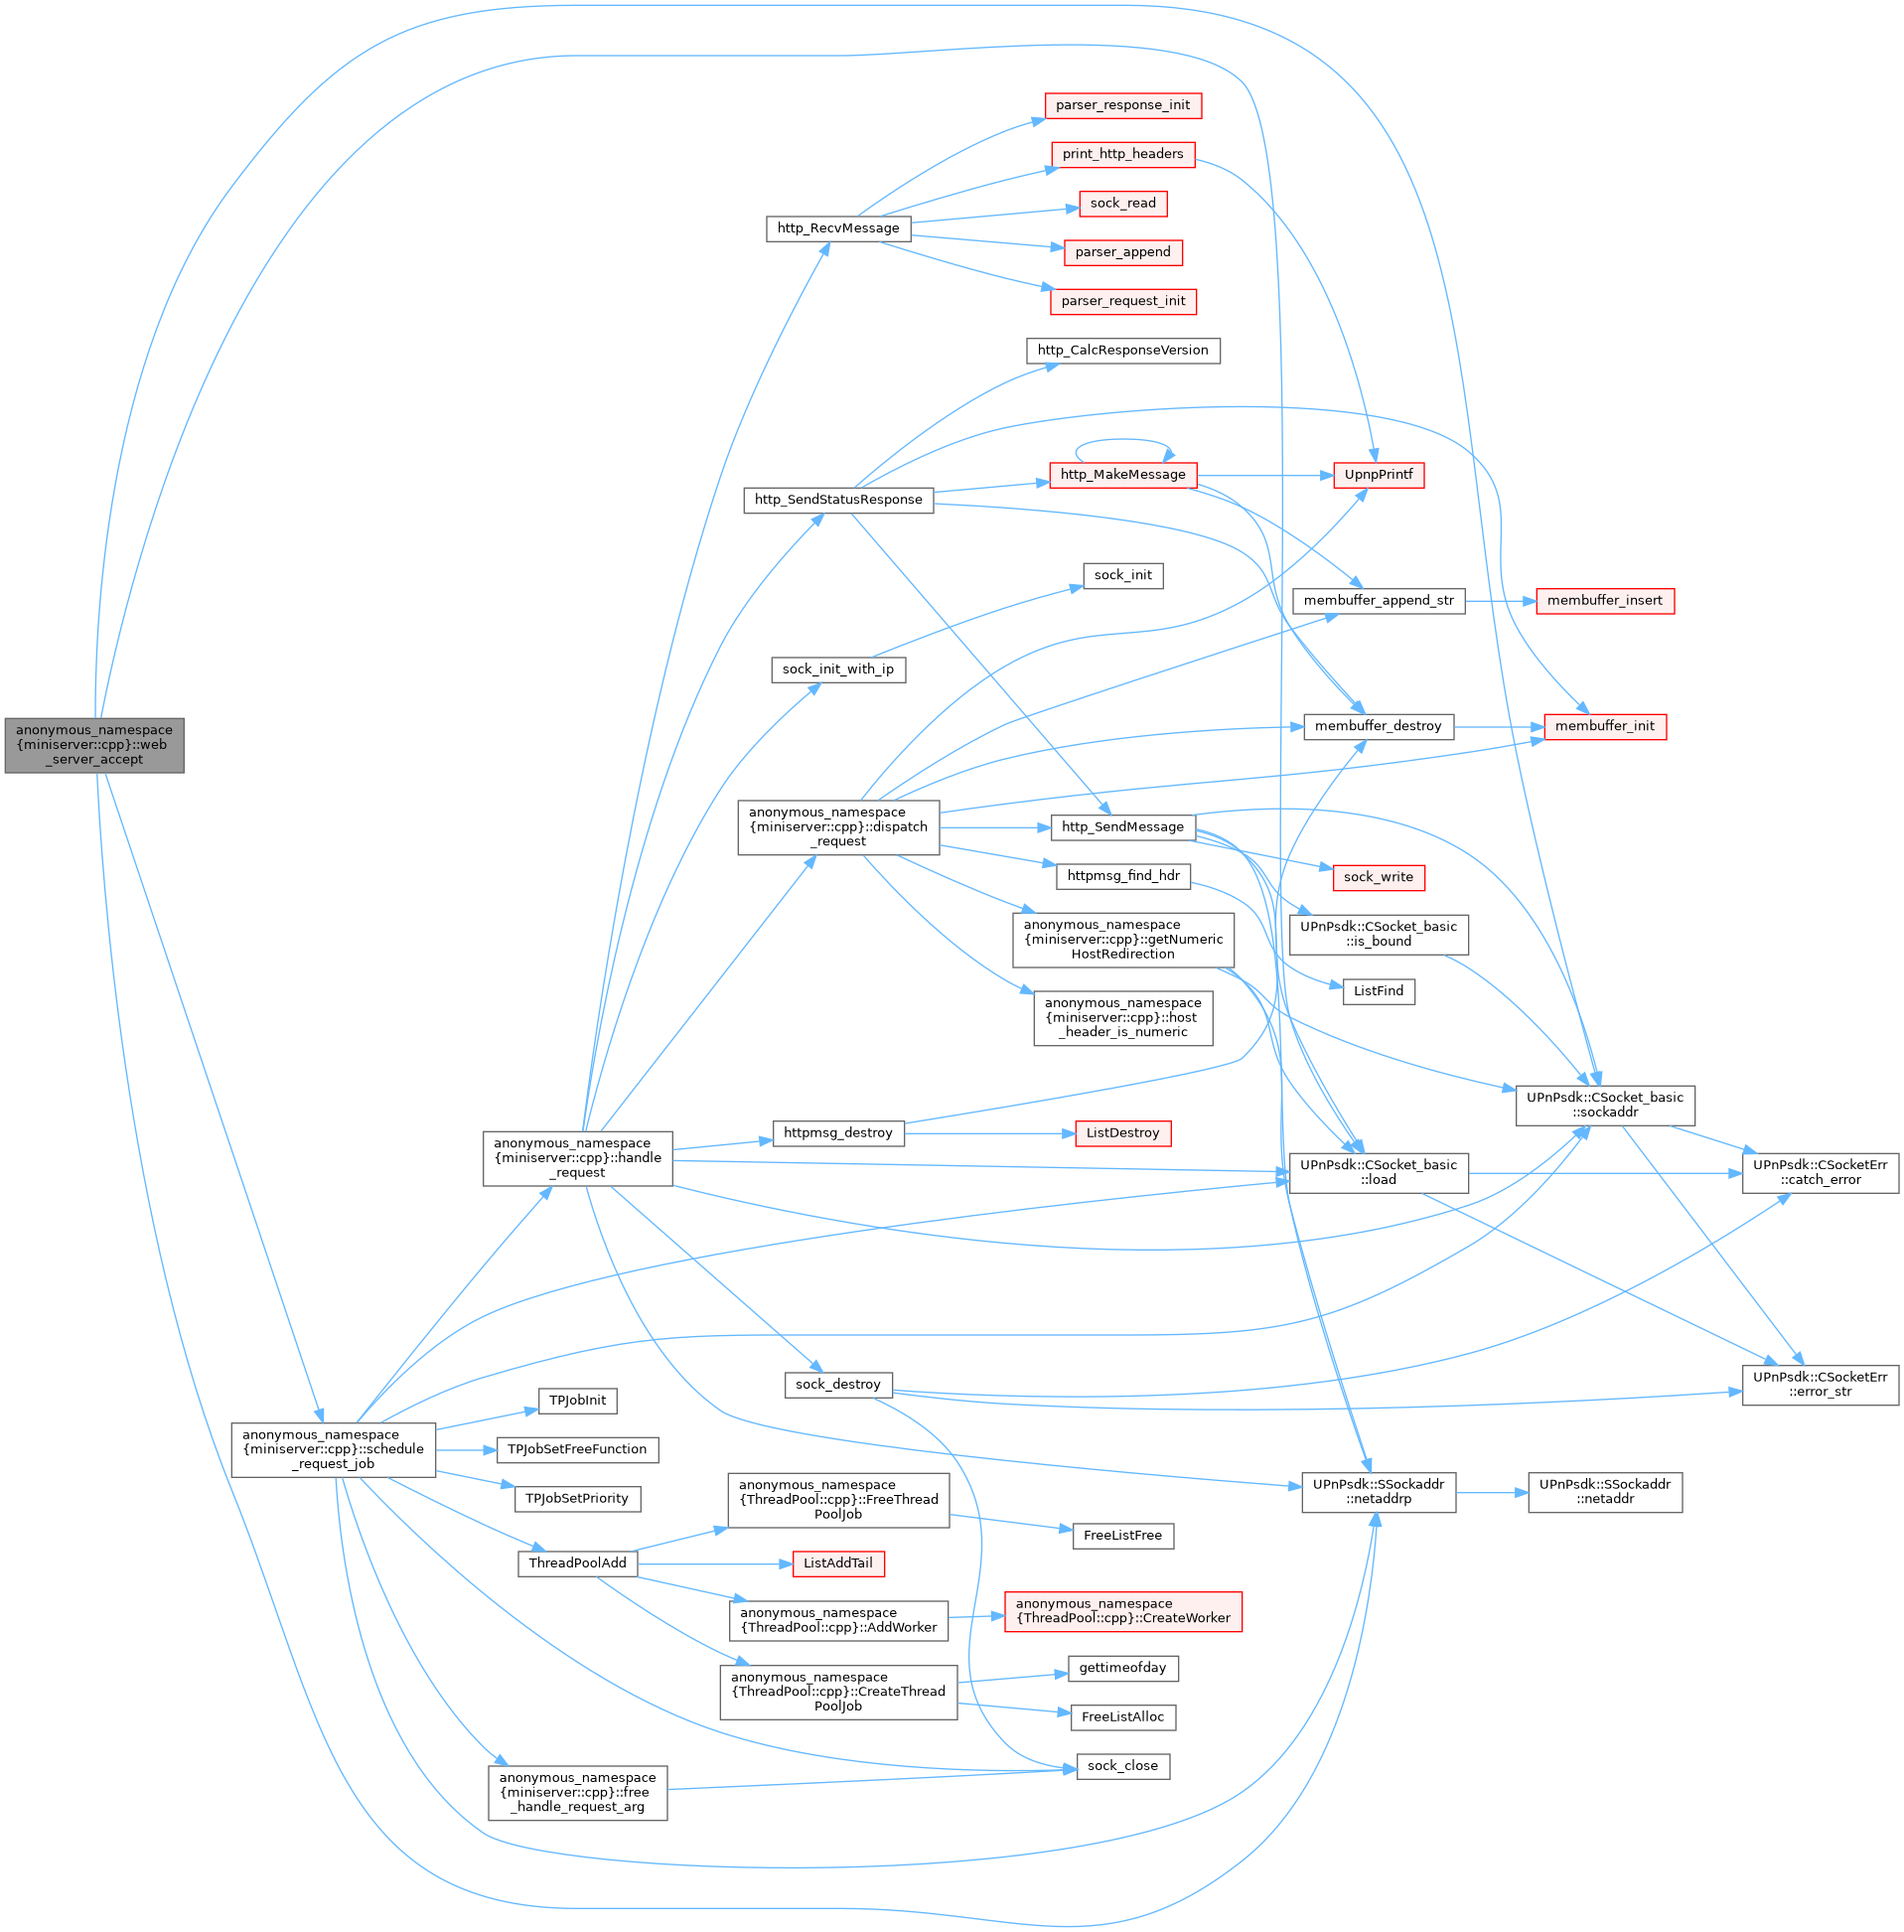 parser_response_init
print_http_headers
sock_read
http_RecvMessage
parser_append
parser_request_init
http_CalcResponseVersion
http_MakeMessage
UpnpPrintf
http_SendStatusResponse
sock_init
membuffer_append_str
membuffer_insert
sock_init_with_ip
anonymous_namespace
{miniserver::cpp}::web
_server_accept
membuffer_destroy
membuffer_init
anonymous_namespace
{miniserver::cpp}::dispatch
_request
http_SendMessage
httpmsg_find_hdr
sock_write
anonymous_namespace
{miniserver::cpp}::getNumeric
HostRedirection
UPnPsdk::CSocket_basic
::is_bound
ListFind
anonymous_namespace
{miniserver::cpp}::host
_header_is_numeric
UPnPsdk::CSocket_basic
::sockaddr
httpmsg_destroy
ListDestroy
anonymous_namespace
{miniserver::cpp}::handle
_request
UPnPsdk::CSocket_basic
::load
UPnPsdk::CSocketErr
::catch_error
sock_destroy
UPnPsdk::CSocketErr
::error_str
TPJobInit
anonymous_namespace
{miniserver::cpp}::schedule
_request_job
TPJobSetFreeFunction
TPJobSetPriority
UPnPsdk::SSockaddr
::netaddrp
UPnPsdk::SSockaddr
::netaddr
anonymous_namespace
{ThreadPool::cpp}::FreeThread
PoolJob
FreeListFree
ThreadPoolAdd
ListAddTail
anonymous_namespace
{ThreadPool::cpp}::AddWorker
anonymous_namespace
{ThreadPool::cpp}::CreateWorker
anonymous_namespace
{ThreadPool::cpp}::CreateThread
PoolJob
gettimeofday
FreeListAlloc
sock_close
anonymous_namespace
{miniserver::cpp}::free
_handle_request_arg